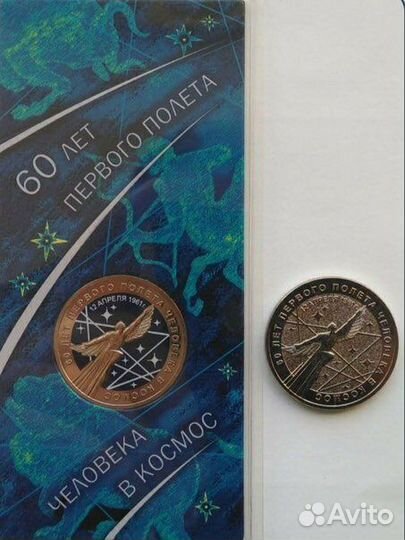 60 ЛЕТ
ПЕРВОГО ПОЛЕТА
60 ЛЕТ ПЕРВОГО ПОЛЕТА ЧЕЛОВЕКА В КОСМОС
12 АПРЕЛЯ 1961г.
60 ЛЕТ ПЕРВОГО ПОЛЕТА ЧЕЛОВЕКА В КОСМОС
ЧЕЛОВЕКА
В КОСМОС
Avito